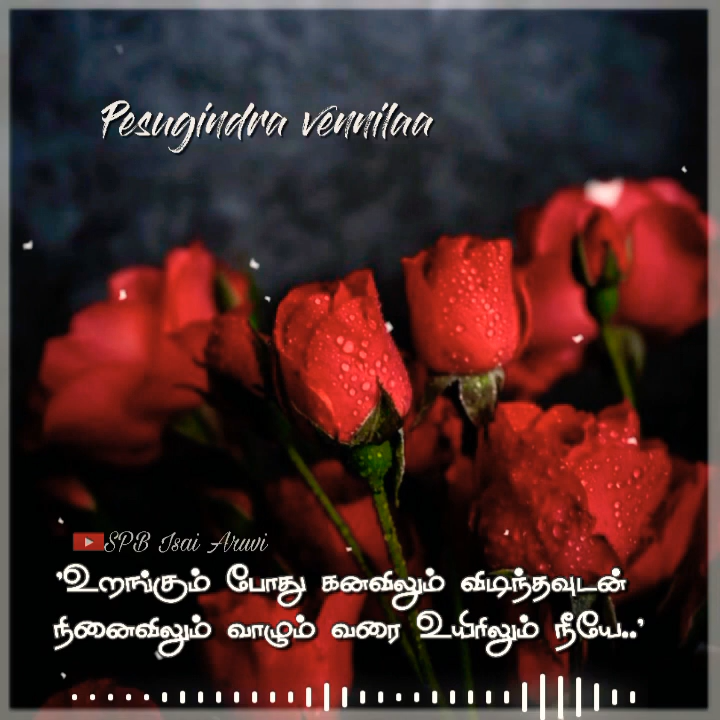 Pesugindra vennilaa
SPB Isai Aruvi
'உறங்கும் போது கனவிலும் விடிந்தவுடன்
நினைவிலும் வாழும் வரை உயிரிலும் நீயே..'